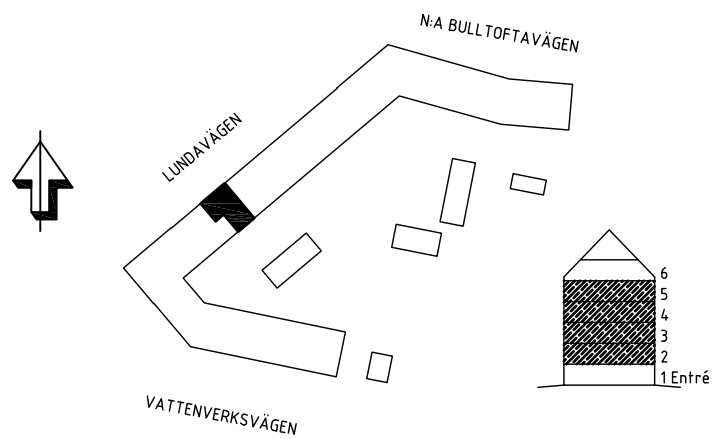 N:A BULLTOFTAVÄGEN
LUNDAVÄGEN
6
5
4
3
2
1 Entré
VATTENVERKSVÄGEN